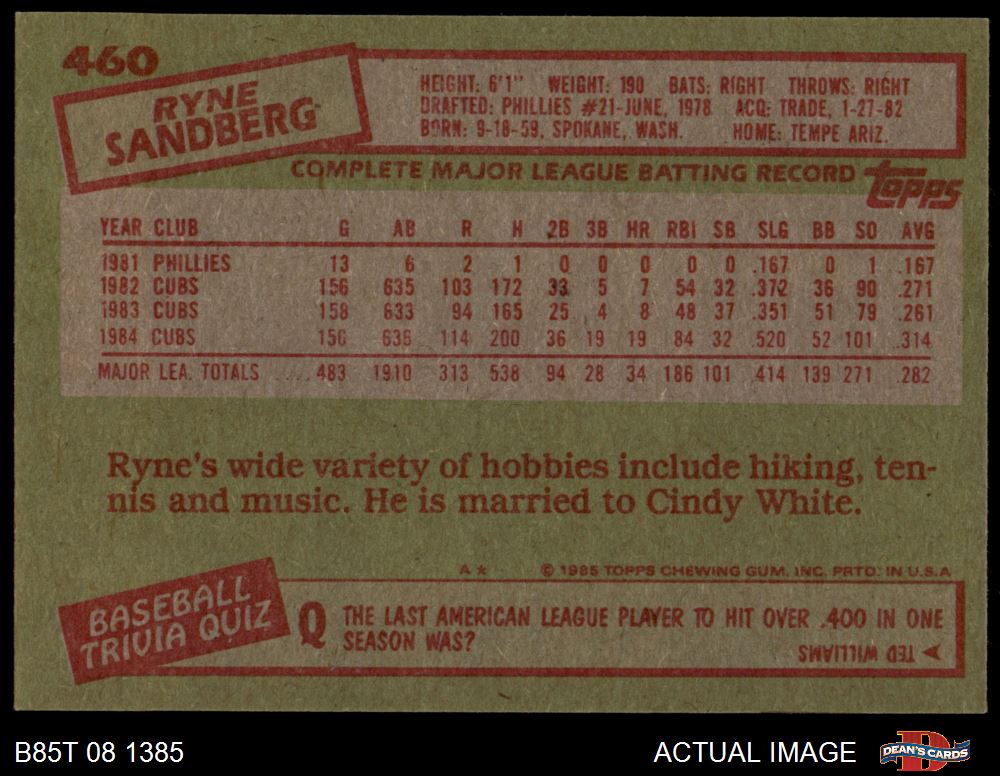 460
RYNE
SANDBERG
HEIGHT: 6'1" WEIGHT: 190 BATS: RIGHT THROWS: RIGHT
DRAFTED: PHILLIES #21-JUNE, 1978 ACQ: TRADE, 1-27-82
BORN: 9-18-59, SPOKANE, WASH. HOME: TEMPE ARIZ.
COMPLETE MAJOR LEAGUE BATTING RECORD topps
YEAR CLUB G AB R H 2B 3B HR RBI SB SLG BB SO AVG
1981 PHILLIES 13 6 2 1 0 0 0 0 0 .167 0 1 .167
1982 CUBS 156 635 103 172 33 5 7 54 32 .372 36 90 .271
1983 CUBS 158 633 94 165 25 4 8 48 37 .351 51 79 .261
1984 CUBS 156 636 114 200 36 19 19 84 32 .520 52 101 .314
MAJOR LEA. TOTALS ..... 483 1910 313 538 94 28 34 186 101 .414 139 271 .282
Ryne's wide variety of hobbies include hiking, ten-
nis and music. He is married to Cindy White.
A* © 1985 TOPPS CHEWING GUM, INC. PRTD. IN U.S.A.
BASEBALL
TRIVIA QUIZ
Q THE LAST AMERICAN LEAGUE PLAYER TO HIT OVER .400 IN ONE
SEASON WAS?
TED WILLIAMS
B85T 08 1385
ACTUAL IMAGE
D
DEAN'S CARDS